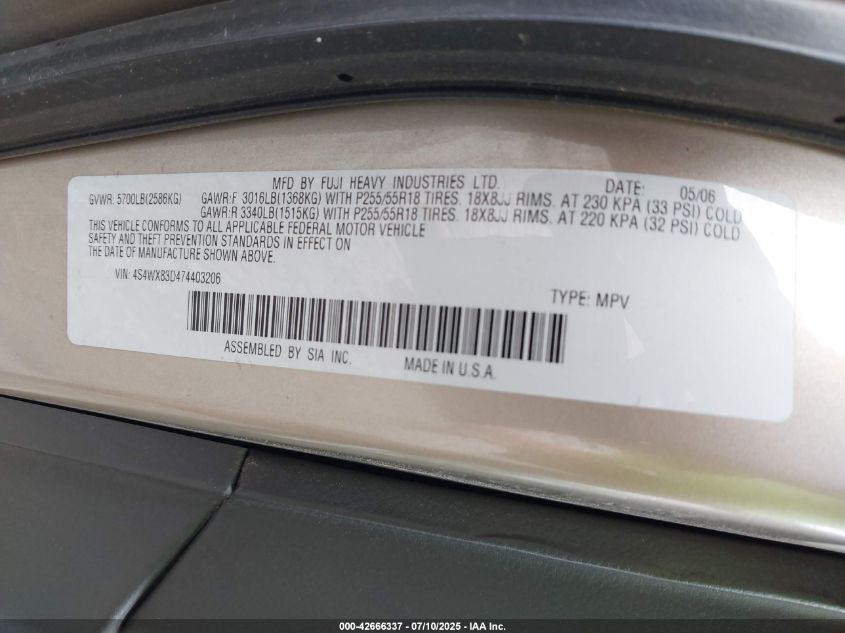 MFD BY FUJI HEAVY INDUSTRIES LTD. DATE: 05/06
GVWR: 5700LB(2586KG) GAWR:F 3016LB(1368KG) WITH P255/55R18 TIRES. 18X8JJ RIMS. AT 230 KPA (33 PSI) COLD
GAWR:R 3340LB(1515KG) WITH P255/55R18 TIRES. 18X8JJ RIMS. AT 220 KPA (32 PSI) COLD
THIS VEHICLE CONFORMS TO ALL APPLICABLE FEDERAL MOTOR VEHICLE
SAFETY AND THEFT PREVENTION STANDARDS IN EFFECT ON
THE DATE OF MANUFACTURE SHOWN ABOVE.
VIN: 4S4WX83D474403206 TYPE: MPV
ASSEMBLED BY SIA INC. MADE IN U.S.A.
000-42666337 - 07/10/2025 - IAA Inc.